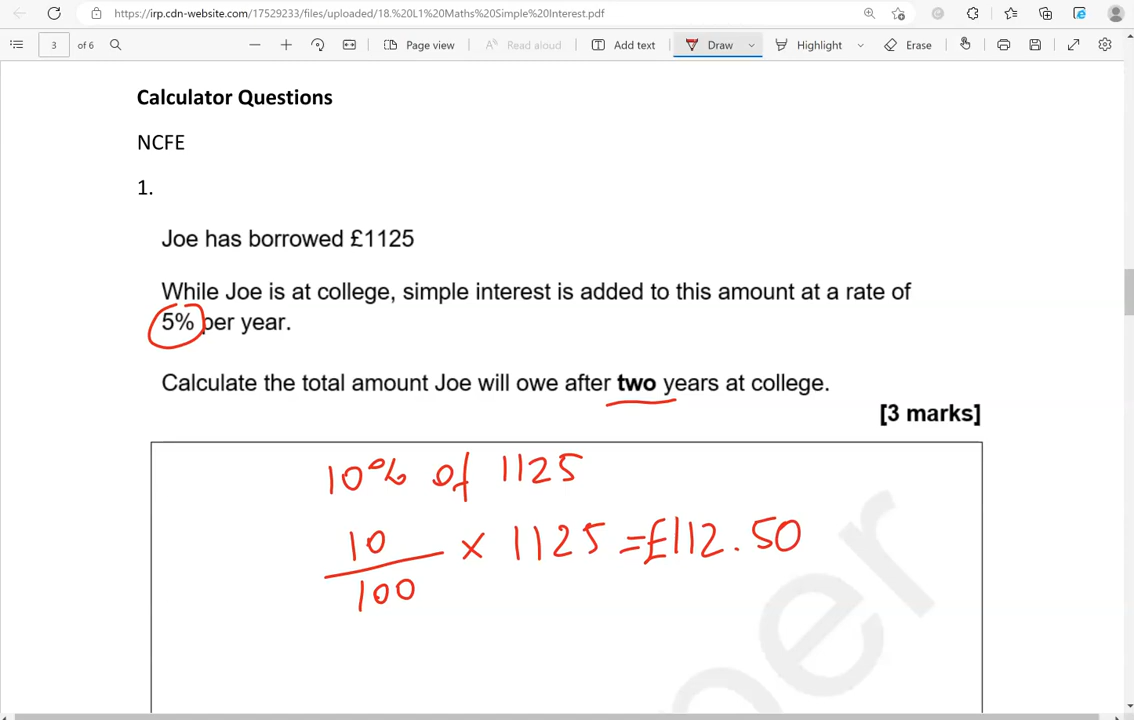 https://irp.cdn-website.com/17529233/files/uploaded/18.%20L1%20Maths%20Simple%20Interest.pdf
3 of 6
Page view
Read aloud
Add text
Draw
Highlight
Erase
Calculator Questions
NCFE
1.
Joe has borrowed £1125
While Joe is at college, simple interest is added to this amount at a rate of
5% per year.
Calculate the total amount Joe will owe after two years at college.
[3 marks]
10% of 1125
10/100 × 1125 = £112.50
per